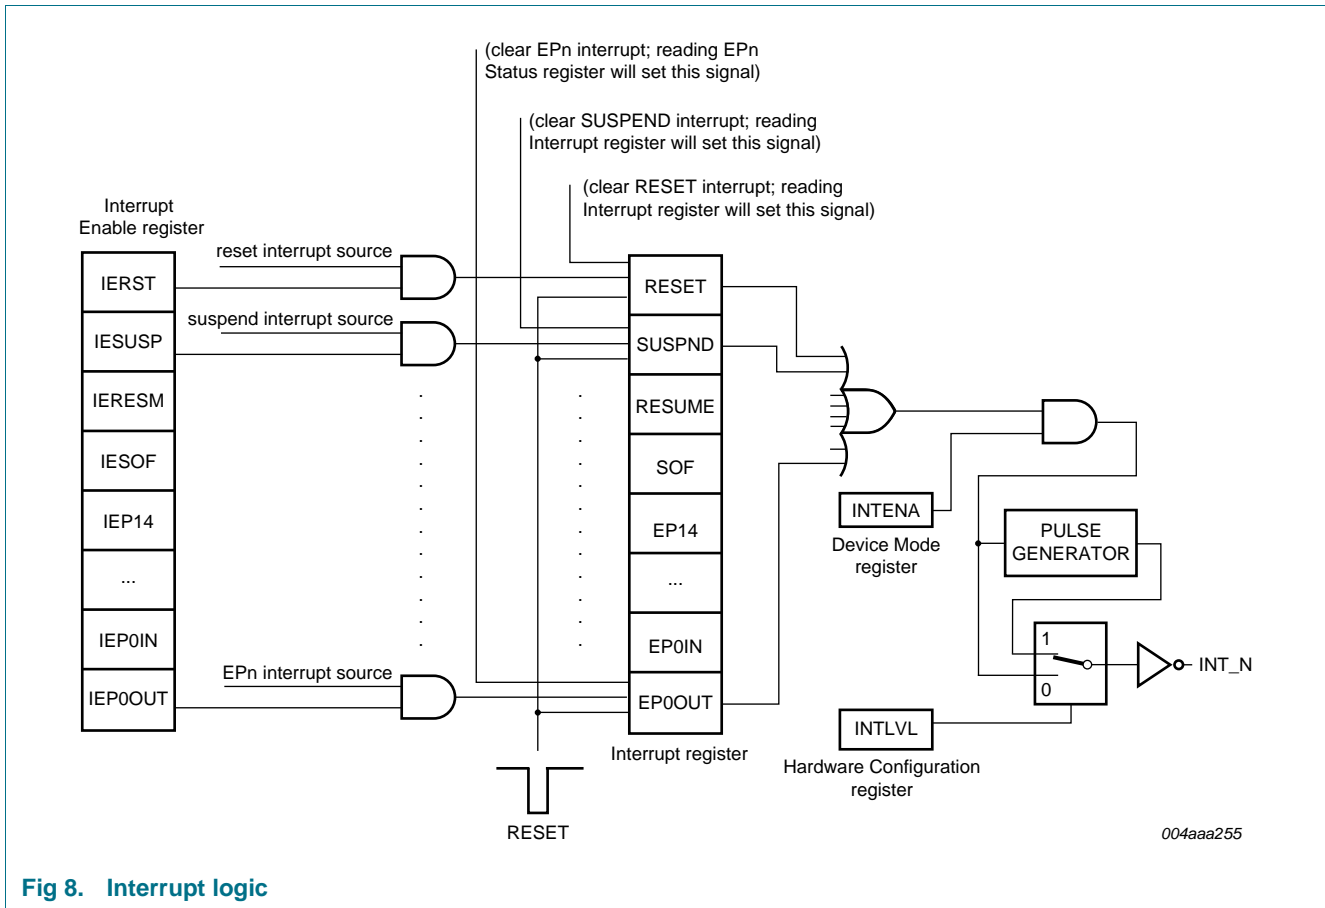 (clear EPn interrupt; reading EPn
Status register will set this signal)
(clear SUSPEND interrupt; reading
Interrupt register will set this signal)
(clear RESET interrupt; reading
Interrupt register will set this signal)
Interrupt
Enable register
IERST
IESUSP
IERESM
IESOF
IEP14
...
IEP0IN
IEP0OUT
reset interrupt source
suspend interrupt source
EPn interrupt source
RESET
SUSPND
RESUME
SOF
EP14
...
EP0IN
EP0OUT
Interrupt register
RESET
INTENA
Device Mode
register
PULSE
GENERATOR
1
0
INT_N
INTLVL
Hardware Configuration
register
004aaa255
Fig 8. Interrupt logic